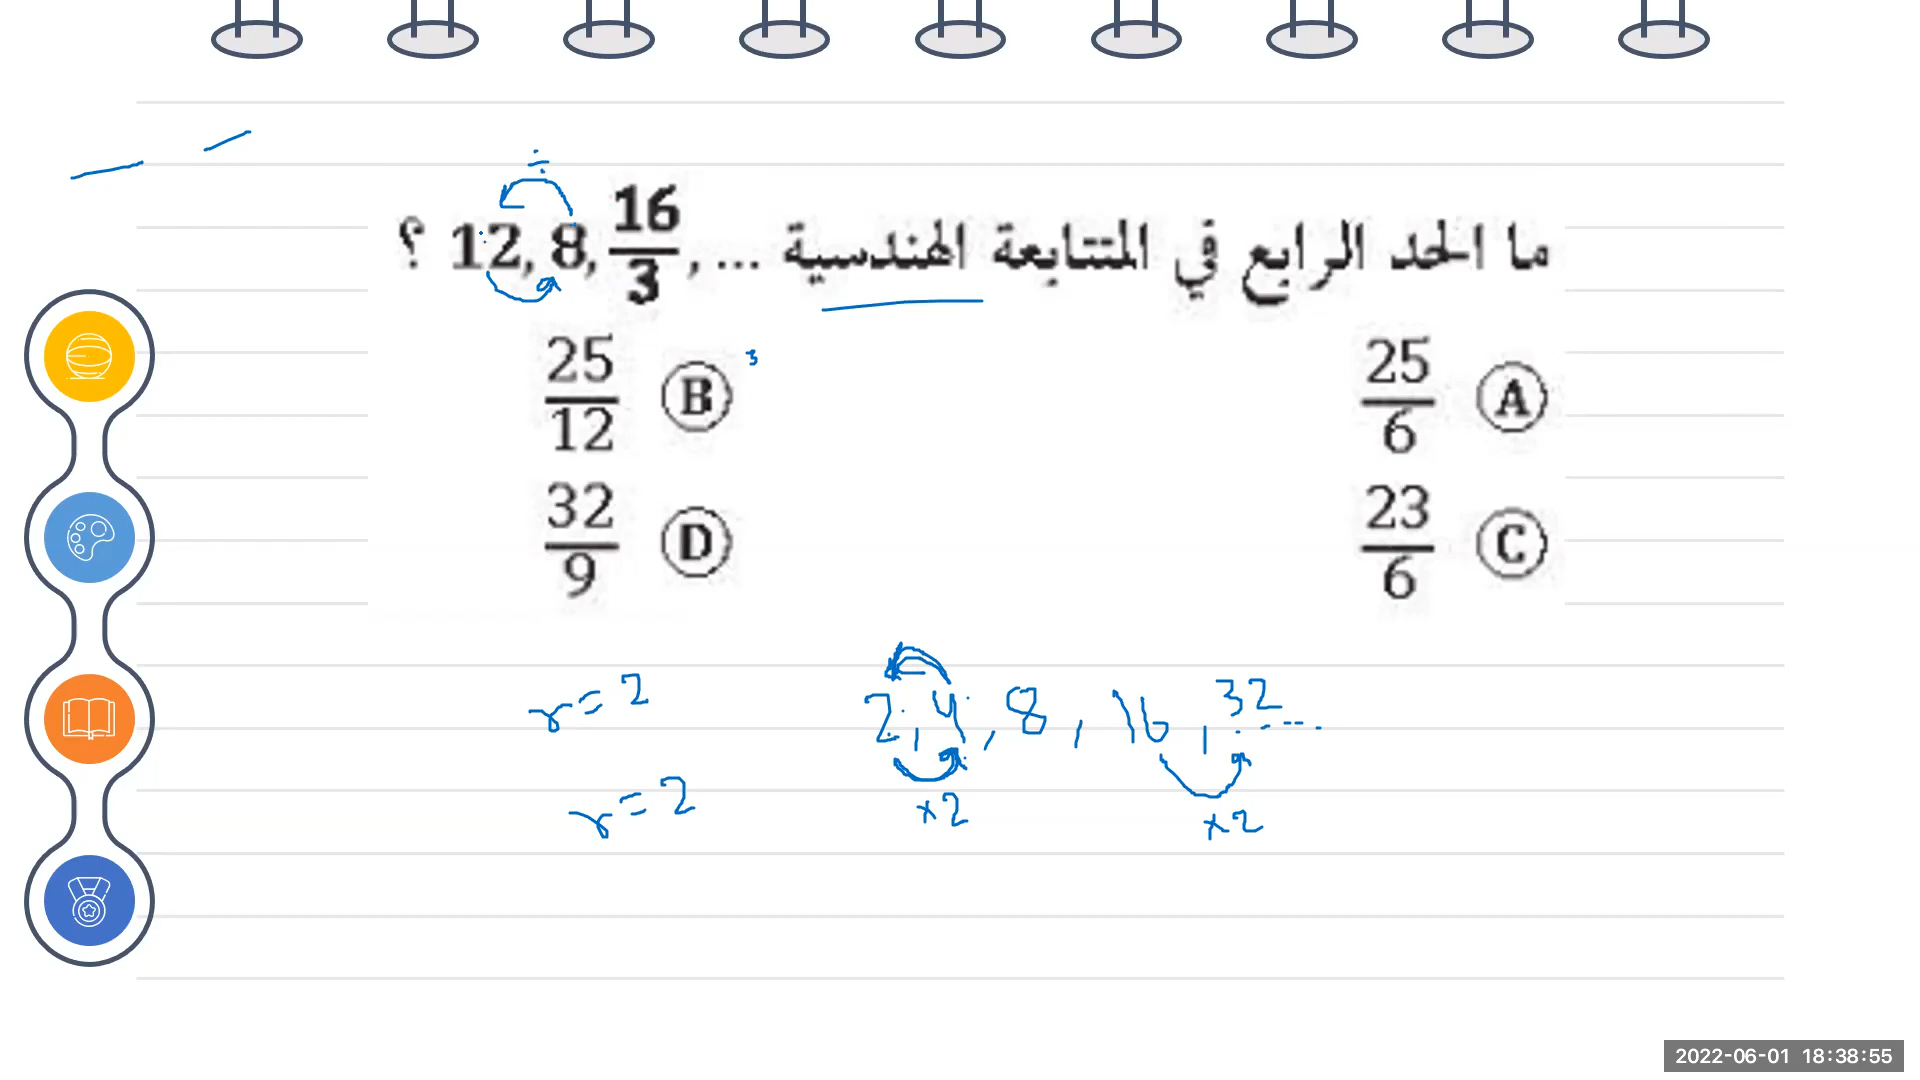 ÷
ما الحد الرابع في المتتابعة الهندسية ... , 12, 8, 16/3 ؟
A 25/6 B 25/12
3
C 23/6 D 32/9
r = 2 2, 4, 8, 16, 32 ....
r = 2 ×2 ×2
2022-06-01 18:38:55